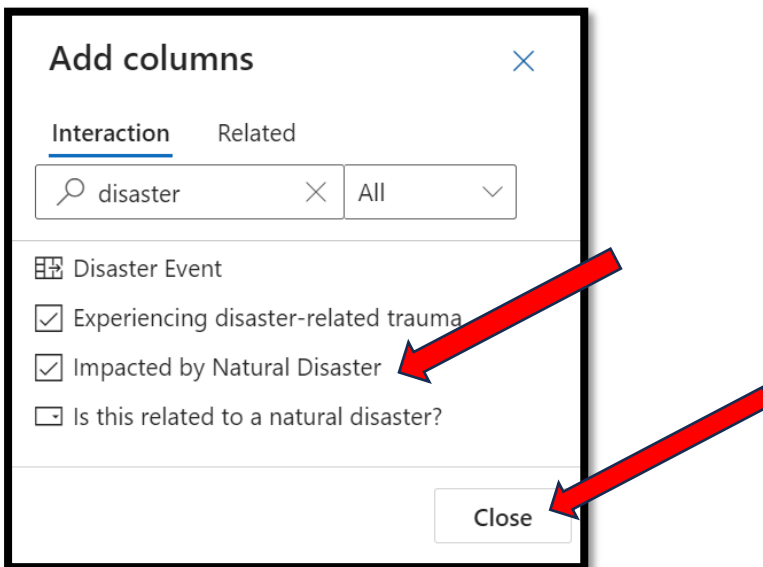 Add columns
Interaction Related
disaster All
Disaster Event
Experiencing disaster-related trauma
Impacted by Natural Disaster
Is this related to a natural disaster?
Close